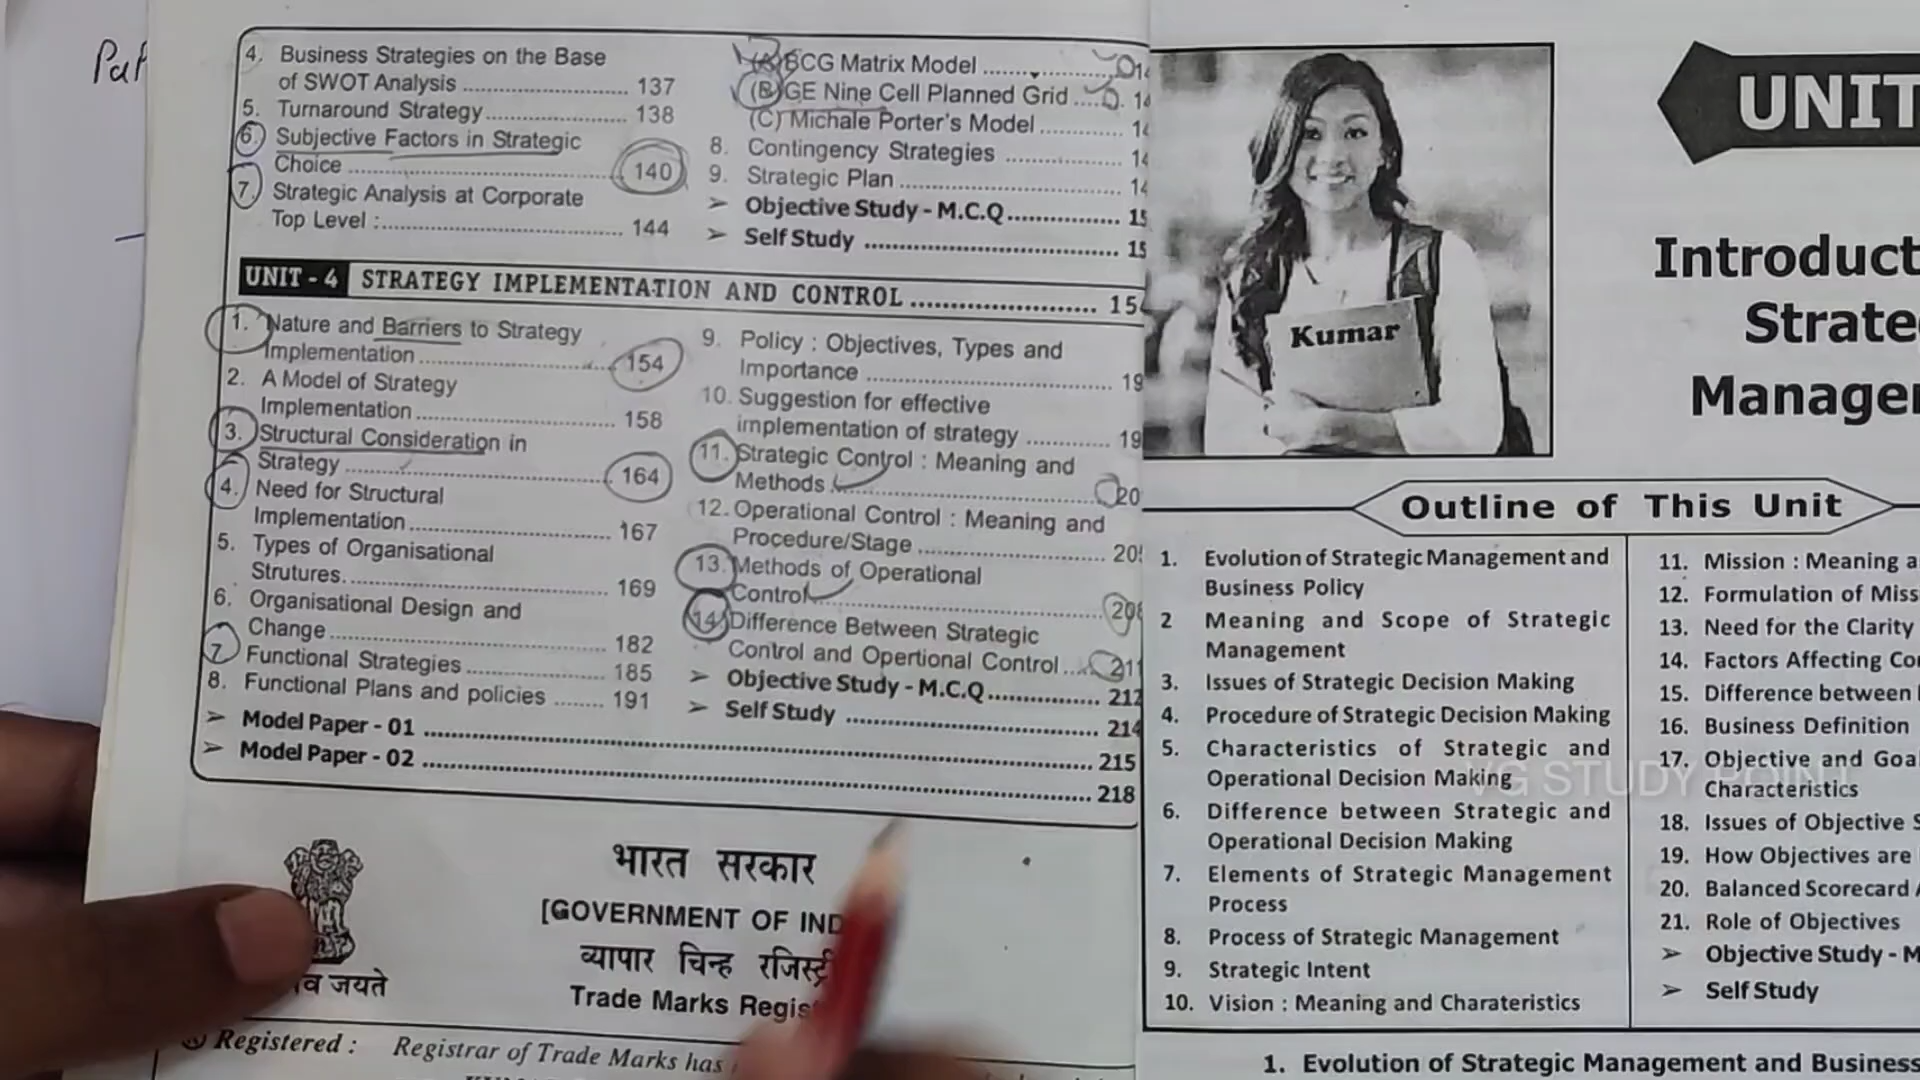 4. Business Strategies on the Base
of SWOT Analysis ............................ 137
5. Turnaround Strategy ........................ 138
6. Subjective Factors in Strategic
Choice ............................................ 140
7. Strategic Analysis at Corporate
Top Level : ........................................ 144
(A) BCG Matrix Model ....................
(B) GE Nine Cell Planned Grid ....
(C) Michale Porter's Model ............
8. Contingency Strategies ................
9. Strategic Plan ................................
➢ Objective Study - M.C.Q................
➢ Self Study ....................................
UNIT - 4 STRATEGY IMPLEMENTATION AND CONTROL ........................
1. Nature and Barriers to Strategy
Implementation ................................ 154
2. A Model of Strategy
Implementation ................................ 158
3. Structural Consideration in
Strategy ............................................ 164
4. Need for Structural
Implementation ................................ 167
5. Types of Organisational
Strutures. ........................................ 169
6. Organisational Design and
Change ............................................ 182
7. Functional Strategies .................... 185
8. Functional Plans and policies ........ 191
9. Policy : Objectives, Types and
Importance ....................................
10. Suggestion for effective
implementation of strategy ............
11. Strategic Control : Meaning and
Methods ........................................
12. Operational Control : Meaning and
Procedure/Stage ............................
13. Methods of Operational
Control ............................................
14. Difference Between Strategic
Control and Opertional Control .... 211
➢ Objective Study - M.C.Q................ 212
➢ Self Study .................................... 214
➢ Model Paper - 01 ........................................ 215
➢ Model Paper - 02 ........................................ 218
भारत सरकार
[GOVERNMENT OF
व्यापार चिन्ह रजिस्ट्री
Trade Marks
जयते
Registered : Registrar of Trade Marks has
UNIT
Kumar
Outline of This Unit
1. Evolution of Strategic Management and
Business Policy
2 Meaning and Scope of Strategic
Management
3. Issues of Strategic Decision Making
4. Procedure of Strategic Decision Making
5. Characteristics of Strategic and
Operational Decision Making
6. Difference between Strategic and
Operational Decision Making
7. Elements of Strategic Management
Process
8. Process of Strategic Management
9. Strategic Intent
10. Vision : Meaning and Charateristics
11. Mission : Meaning
12. Formulation of
13. Need for the Clarity
14. Factors Affecting
15. Difference between
16. Business Definition
17. Objective and
Characteristics
18. Issues of Objective
19. How Objectives are
20. Balanced Scorecard
21. Role of Objectives
➢ Objective Study -
➢ Self Study
1. Evolution of Strategic Management and Business
VG STUDY POINT